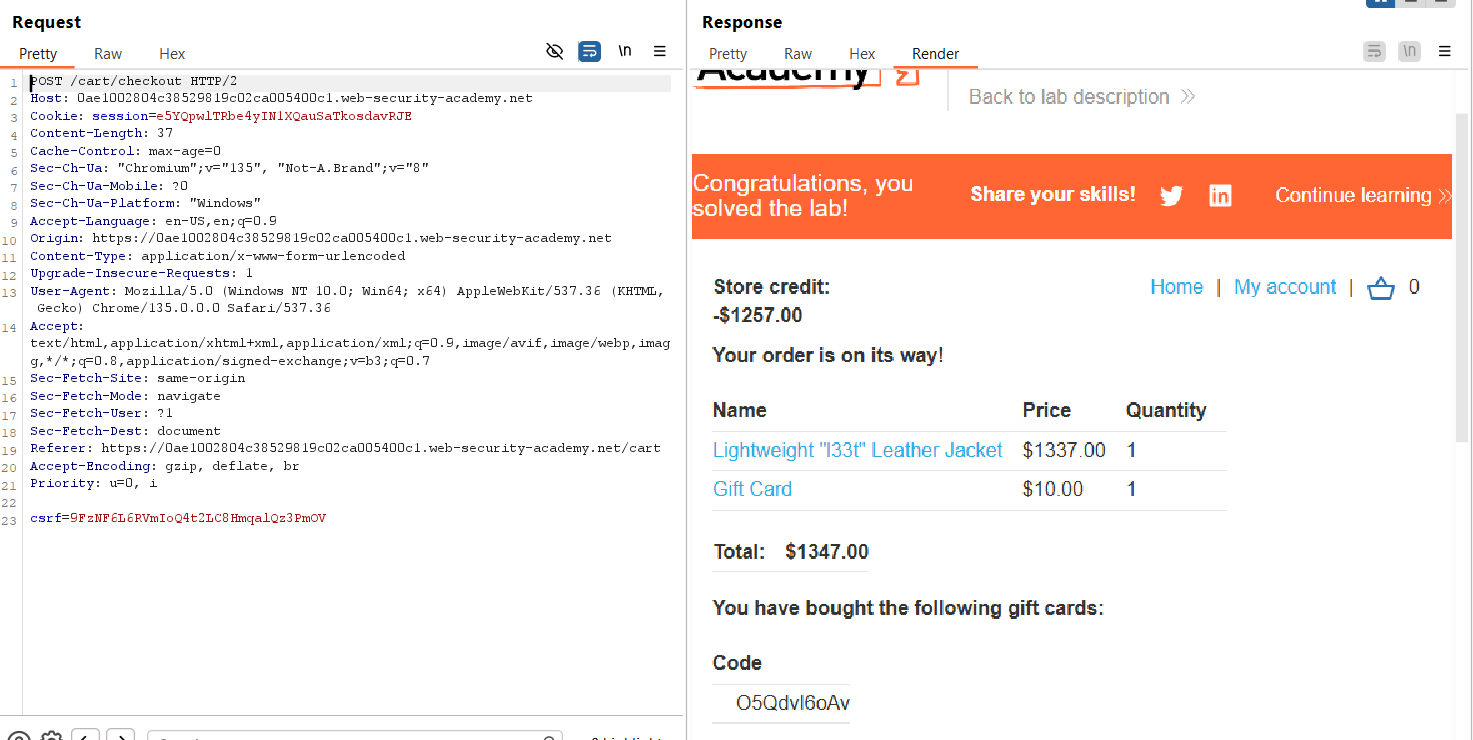 Request
Pretty Raw Hex
\n
1 POST /cart/checkout HTTP/2
2 Host: 0ae1002804c38529819c02ca005400c1.web-security-academy.net
3 Cookie: session=e5YQpwlTRbe4yIN1XQauSaTkosdavRJE
4 Content-Length: 37
5 Cache-Control: max-age=0
6 Sec-Ch-Ua: "Chromium";v="135", "Not-A.Brand";v="8"
7 Sec-Ch-Ua-Mobile: ?0
8 Sec-Ch-Ua-Platform: "Windows"
9 Accept-Language: en-US,en;q=0.9
10 Origin: https://0ae1002804c38529819c02ca005400c1.web-security-academy.net
11 Content-Type: application/x-www-form-urlencoded
12 Upgrade-Insecure-Requests: 1
13 User-Agent: Mozilla/5.0 (Windows NT 10.0; Win64; x64) AppleWebKit/537.36 (KHTML,
Gecko) Chrome/135.0.0.0 Safari/537.36
14 Accept:
text/html,application/xhtml+xml,application/xml;q=0.9,image/avif,image/webp,imag
g,*/*;q=0.8,application/signed-exchange;v=b3;q=0.7
15 Sec-Fetch-Site: same-origin
16 Sec-Fetch-Mode: navigate
17 Sec-Fetch-User: ?1
18 Sec-Fetch-Dest: document
19 Referer: https://0ae1002804c38529819c02ca005400c1.web-security-academy.net/cart
20 Accept-Encoding: gzip, deflate, br
21 Priority: u=0, i
22
23 csrf=9FzNF6L6RVmIoQ4t2LC8HmqalQz3PmOV
Response
Pretty Raw Hex Render
\n
Academy
Back to lab description
Congratulations, you
solved the lab!
Share your skills!
in
Continue learning
Store credit:
-$1257.00
Home | My account | 0
Your order is on its way!
Name Price Quantity
Lightweight "l33t" Leather Jacket $1337.00 1
Gift Card $10.00 1
Total: $1347.00
You have bought the following gift cards:
Code
O5Qdvl6oAv